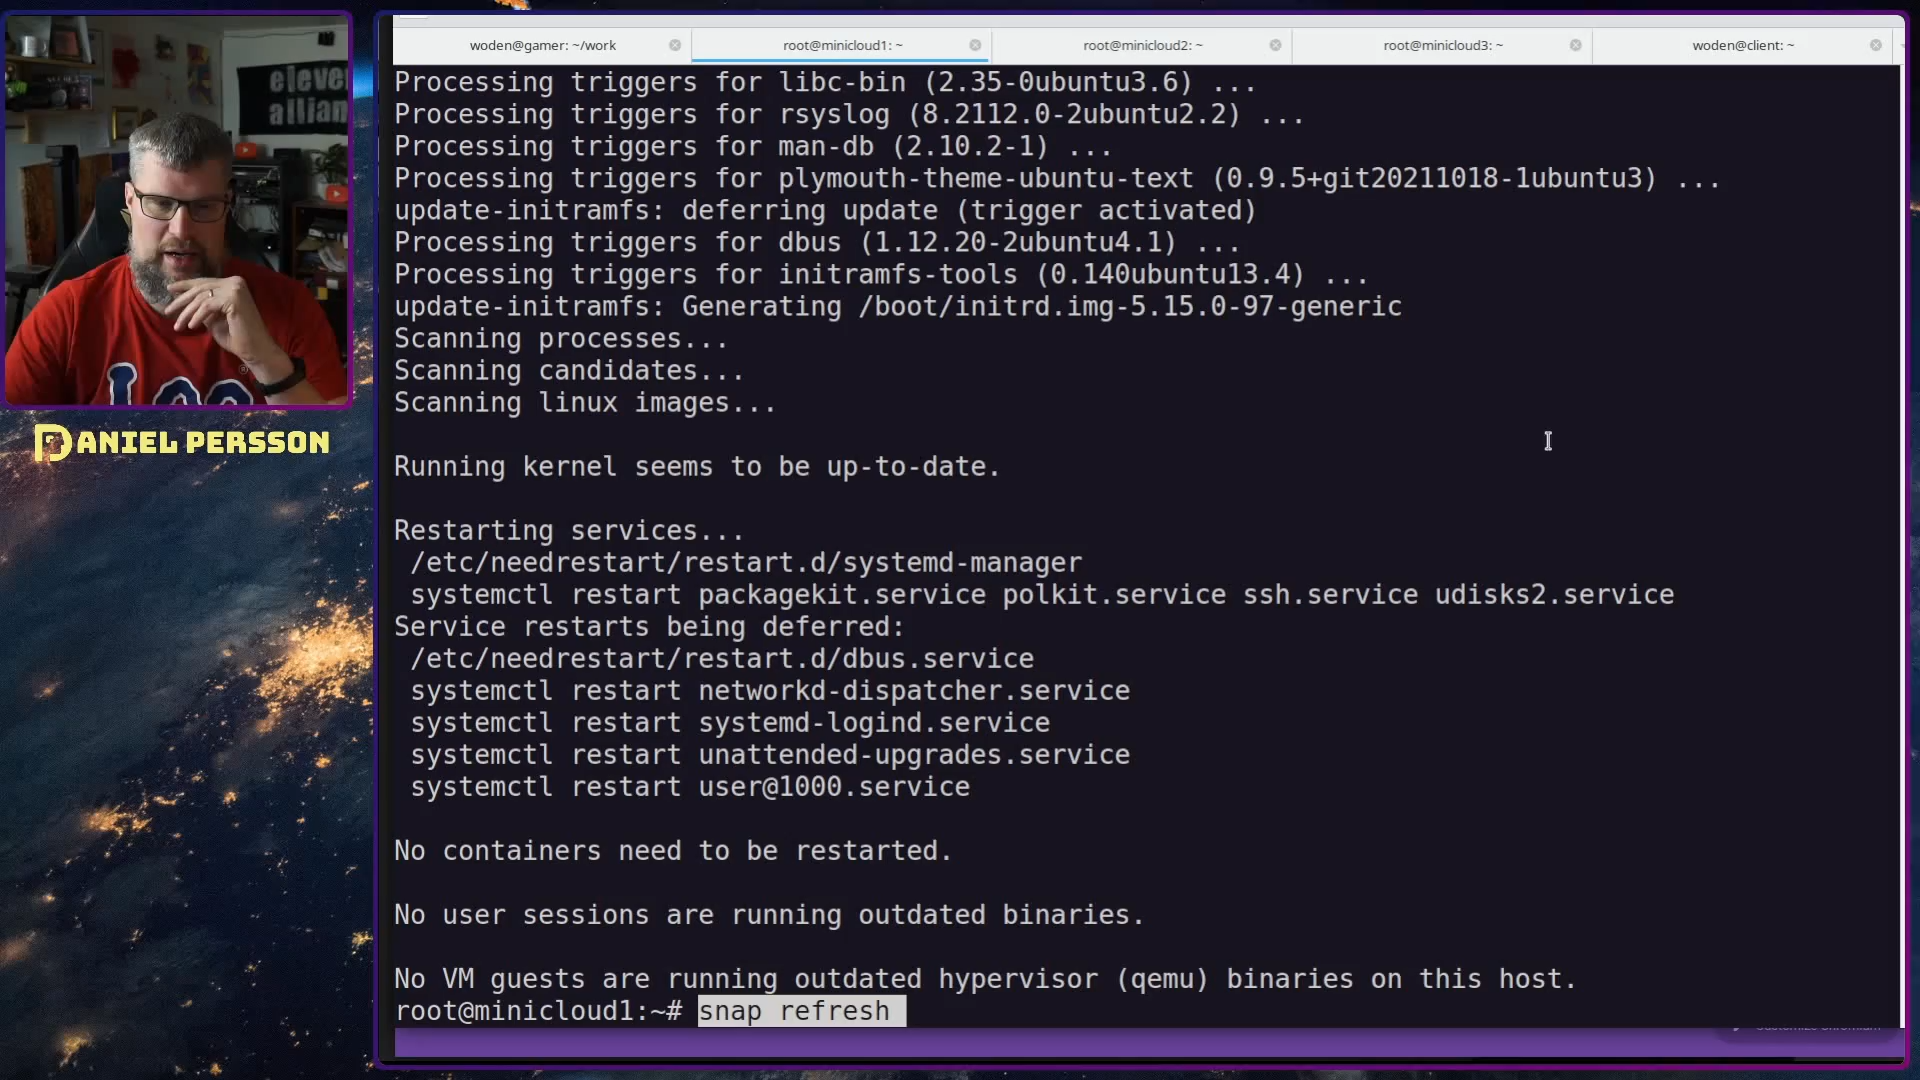 eleven
allian
DANIEL PERSSON
woden@gamer: ~/work
root@minicloud1: ~
root@minicloud2: ~
root@minicloud3: ~
woden@client: ~
Processing triggers for libc-bin (2.35-0ubuntu3.6) ...
Processing triggers for rsyslog (8.2112.0-2ubuntu2.2) ...
Processing triggers for man-db (2.10.2-1) ...
Processing triggers for plymouth-theme-ubuntu-text (0.9.5+git20211018-1ubuntu3) ...
update-initramfs: deferring update (trigger activated)
Processing triggers for dbus (1.12.20-2ubuntu4.1) ...
Processing triggers for initramfs-tools (0.140ubuntu13.4) ...
update-initramfs: Generating /boot/initrd.img-5.15.0-97-generic
Scanning processes...
Scanning candidates...
Scanning linux images...
Running kernel seems to be up-to-date.
Restarting services...
/etc/needrestart/restart.d/systemd-manager
systemctl restart packagekit.service polkit.service ssh.service udisks2.service
Service restarts being deferred:
/etc/needrestart/restart.d/dbus.service
systemctl restart networkd-dispatcher.service
systemctl restart systemd-logind.service
systemctl restart unattended-upgrades.service
systemctl restart user@1000.service
No containers need to be restarted.
No user sessions are running outdated binaries.
No VM guests are running outdated hypervisor (qemu) binaries on this host.
root@minicloud1:~# snap refresh